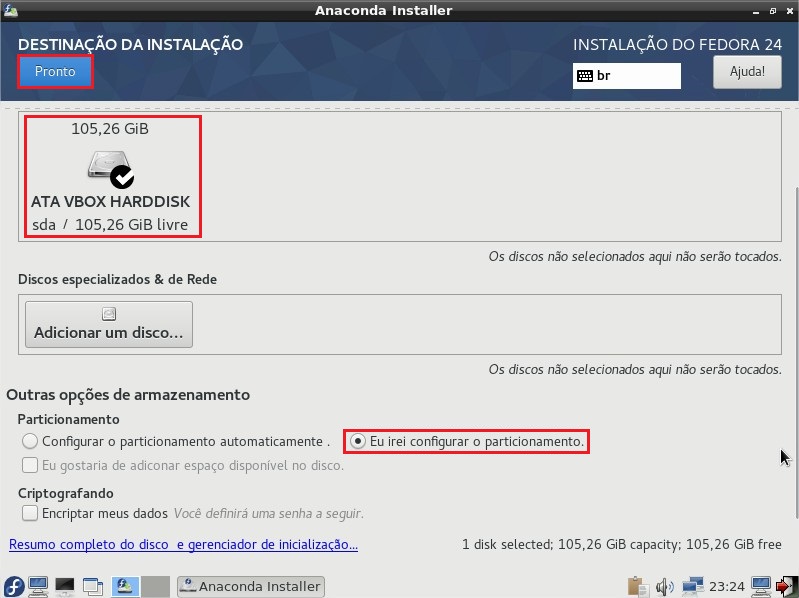 Anaconda Installer
DESTINAÇÃO DA INSTALAÇÃO
INSTALAÇÃO DO FEDORA 24
Pronto
br
Ajuda!
105,26 GiB
ATA VBOX HARDDISK
sda / 105,26 GiB livre
Os discos não selecionados aqui não serão tocados.
Discos especializados & de Rede
Adicionar um disco...
Os discos não selecionados aqui não serão tocados.
Outras opções de armazenamento
Particionamento
Configurar o particionamento automaticamente . Eu irei configurar o particionamento.
Eu gostaria de adiconar espaço disponível no disco.
Criptografando
Encriptar meus dados Você definirá uma senha a seguir.
Resumo completo do disco e gerenciador de inicialização... 1 disk selected; 105,26 GiB capacity; 105,26 GiB free
Anaconda Installer 23:24